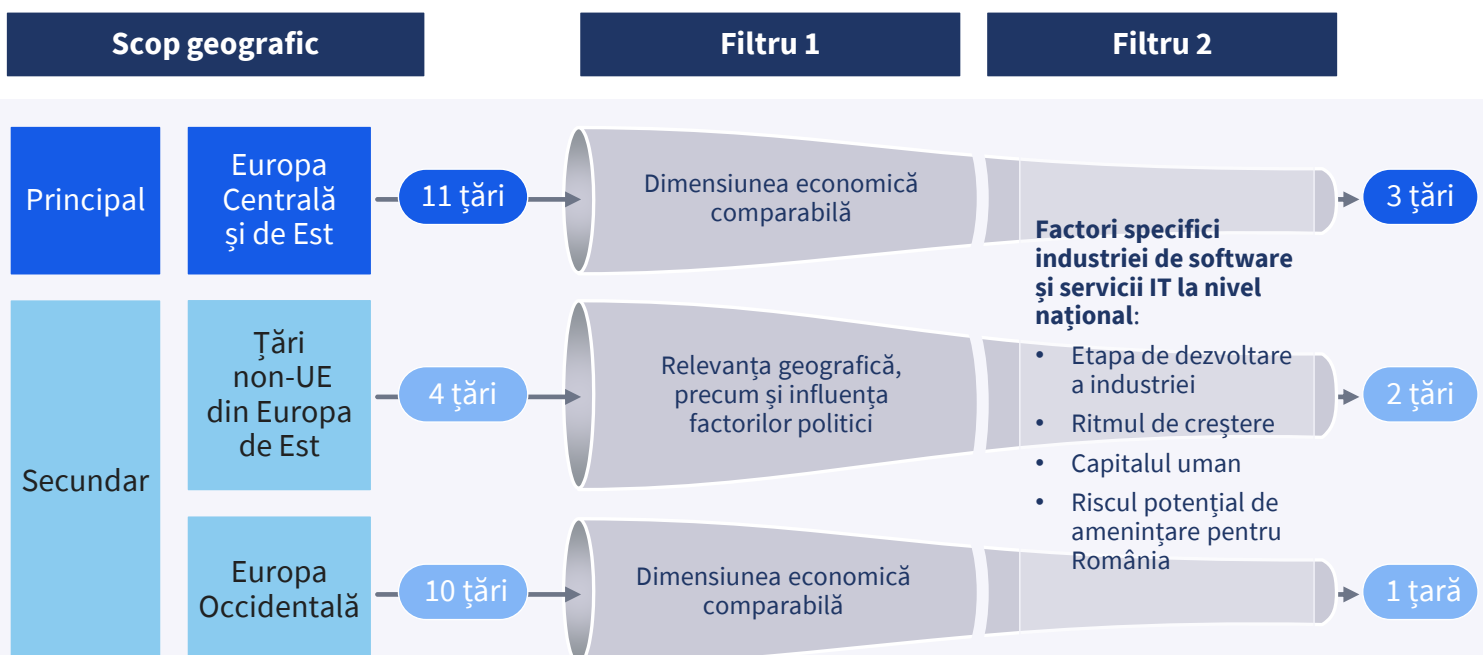 Scop geografic
Filtru 1
Filtru 2
Principal
Europa
Centrală
și de Est
11 țări
Dimensiunea economică
comparabilă
3 țări
Secundar
Țări
non-UE
din Europa
de Est
4 țări
Relevanța geografică,
precum și influența
factorilor politici
2 țări
Europa
Occidentală
10 țări
Dimensiunea economică
comparabilă
1 țară
Factori specifici
industriei de software
și servicii IT la nivel
național:
• Etapa de dezvoltare
a industriei
• Ritmul de creștere
• Capitalul uman
• Riscul potențial de
amenințare pentru
România